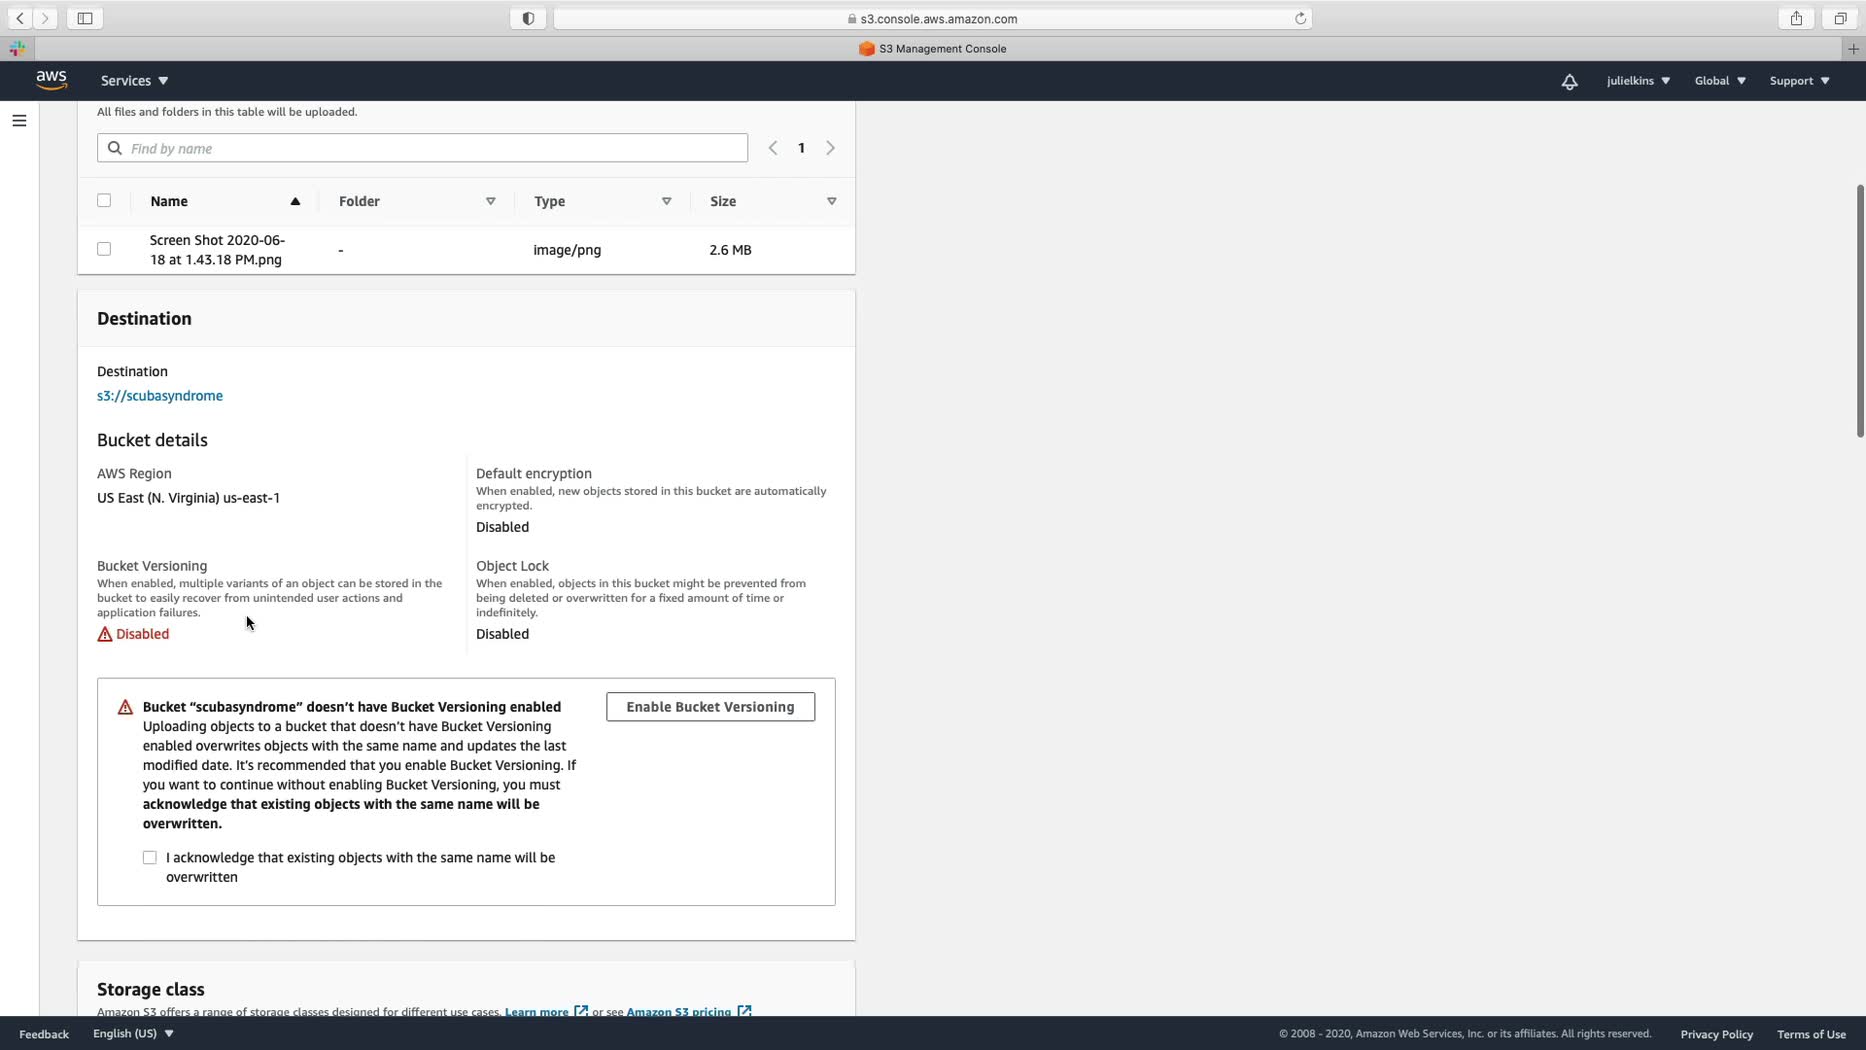 s3.console.aws.amazon.com
S3 Management Console
aws
Services
julielkins
Global
Support
All files and folders in this table will be uploaded.
Find by name
1
Name
Folder
Type
Size
Screen Shot 2020-06-
18 at 1.43.18 PM.png
-
image/png
2.6 MB
Destination
Destination
s3://scubasyndrome
Bucket details
AWS Region
US East (N. Virginia) us-east-1
Default encryption
When enabled, new objects stored in this bucket are automatically
encrypted.
Disabled
Bucket Versioning
When enabled, multiple variants of an object can be stored in the
bucket to easily recover from unintended user actions and
application failures.
Disabled
Object Lock
When enabled, objects in this bucket might be prevented from
being deleted or overwritten for a fixed amount of time or
indefinitely.
Disabled
Bucket “scubasyndrome” doesn’t have Bucket Versioning enabled
Uploading objects to a bucket that doesn’t have Bucket Versioning
enabled overwrites objects with the same name and updates the last
modified date. It’s recommended that you enable Bucket Versioning. If
you want to continue without enabling Bucket Versioning, you must
acknowledge that existing objects with the same name will be
overwritten.
Enable Bucket Versioning
I acknowledge that existing objects with the same name will be
overwritten
Storage class
Amazon S3 offers a range of storage classes designed for different use cases. Learn more or see Amazon S3 pricing
Feedback
English (US)
© 2008 - 2020, Amazon Web Services, Inc. or its affiliates. All rights reserved.
Privacy Policy
Terms of Use